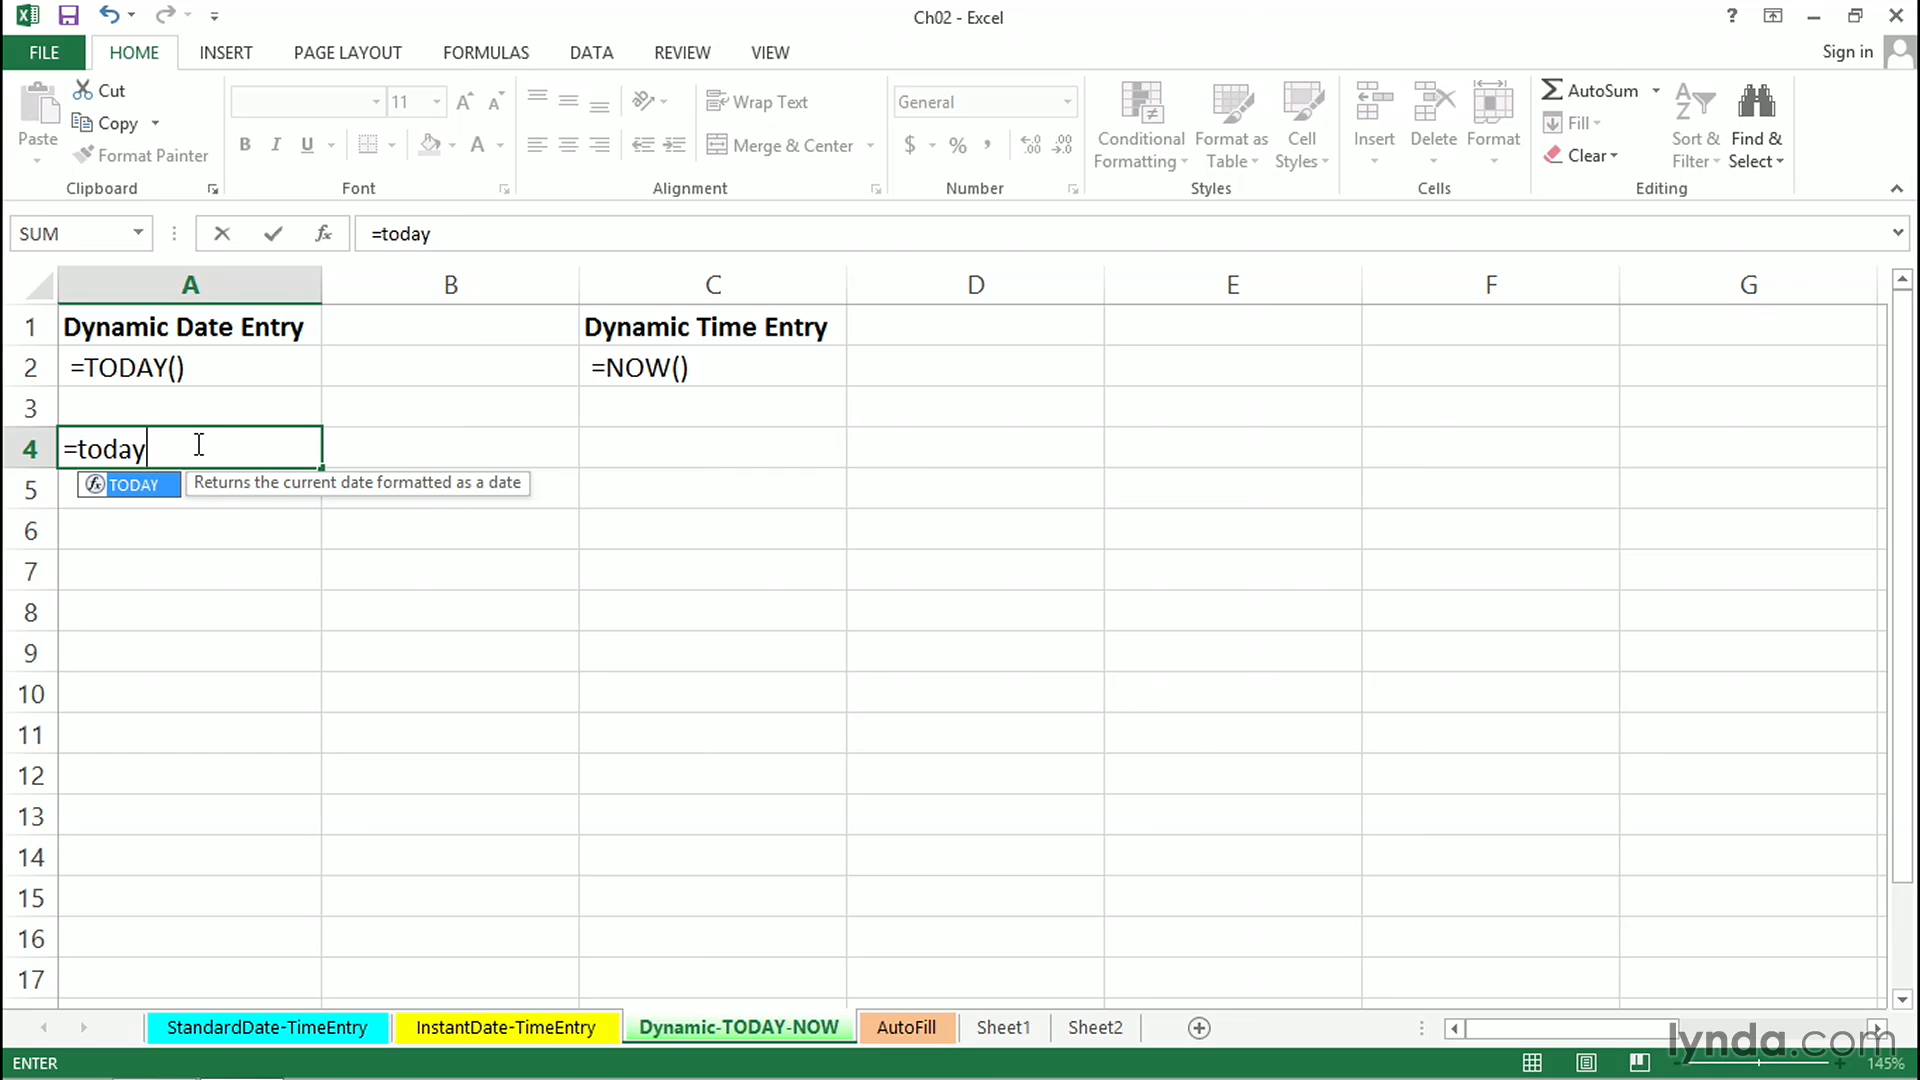 Ch02 - Excel
?
Sign in
FILE HOME INSERT PAGE LAYOUT FORMULAS DATA REVIEW VIEW
Paste
Cut
Copy
Format Painter
Clipboard
11
B I U
Font
Wrap Text
Merge & Center
Alignment
General
$ % ,
Number
Conditional Formatting
Format as Table
Cell Styles
Styles
Insert
Delete
Format
Cells
AutoSum
Fill
Clear
Sort & Filter
Find & Select
Editing
SUM
fx
=today
A B C D E F G
1 Dynamic Date Entry Dynamic Time Entry
2 =TODAY() =NOW()
3
4 =today
5 TODAY Returns the current date formatted as a date
6
7
8
9
10
11
12
13
14
15
16
17
StandardDate-TimeEntry InstantDate-TimeEntry Dynamic-TODAY-NOW AutoFill Sheet1 Sheet2
lynda.com
ENTER
145%